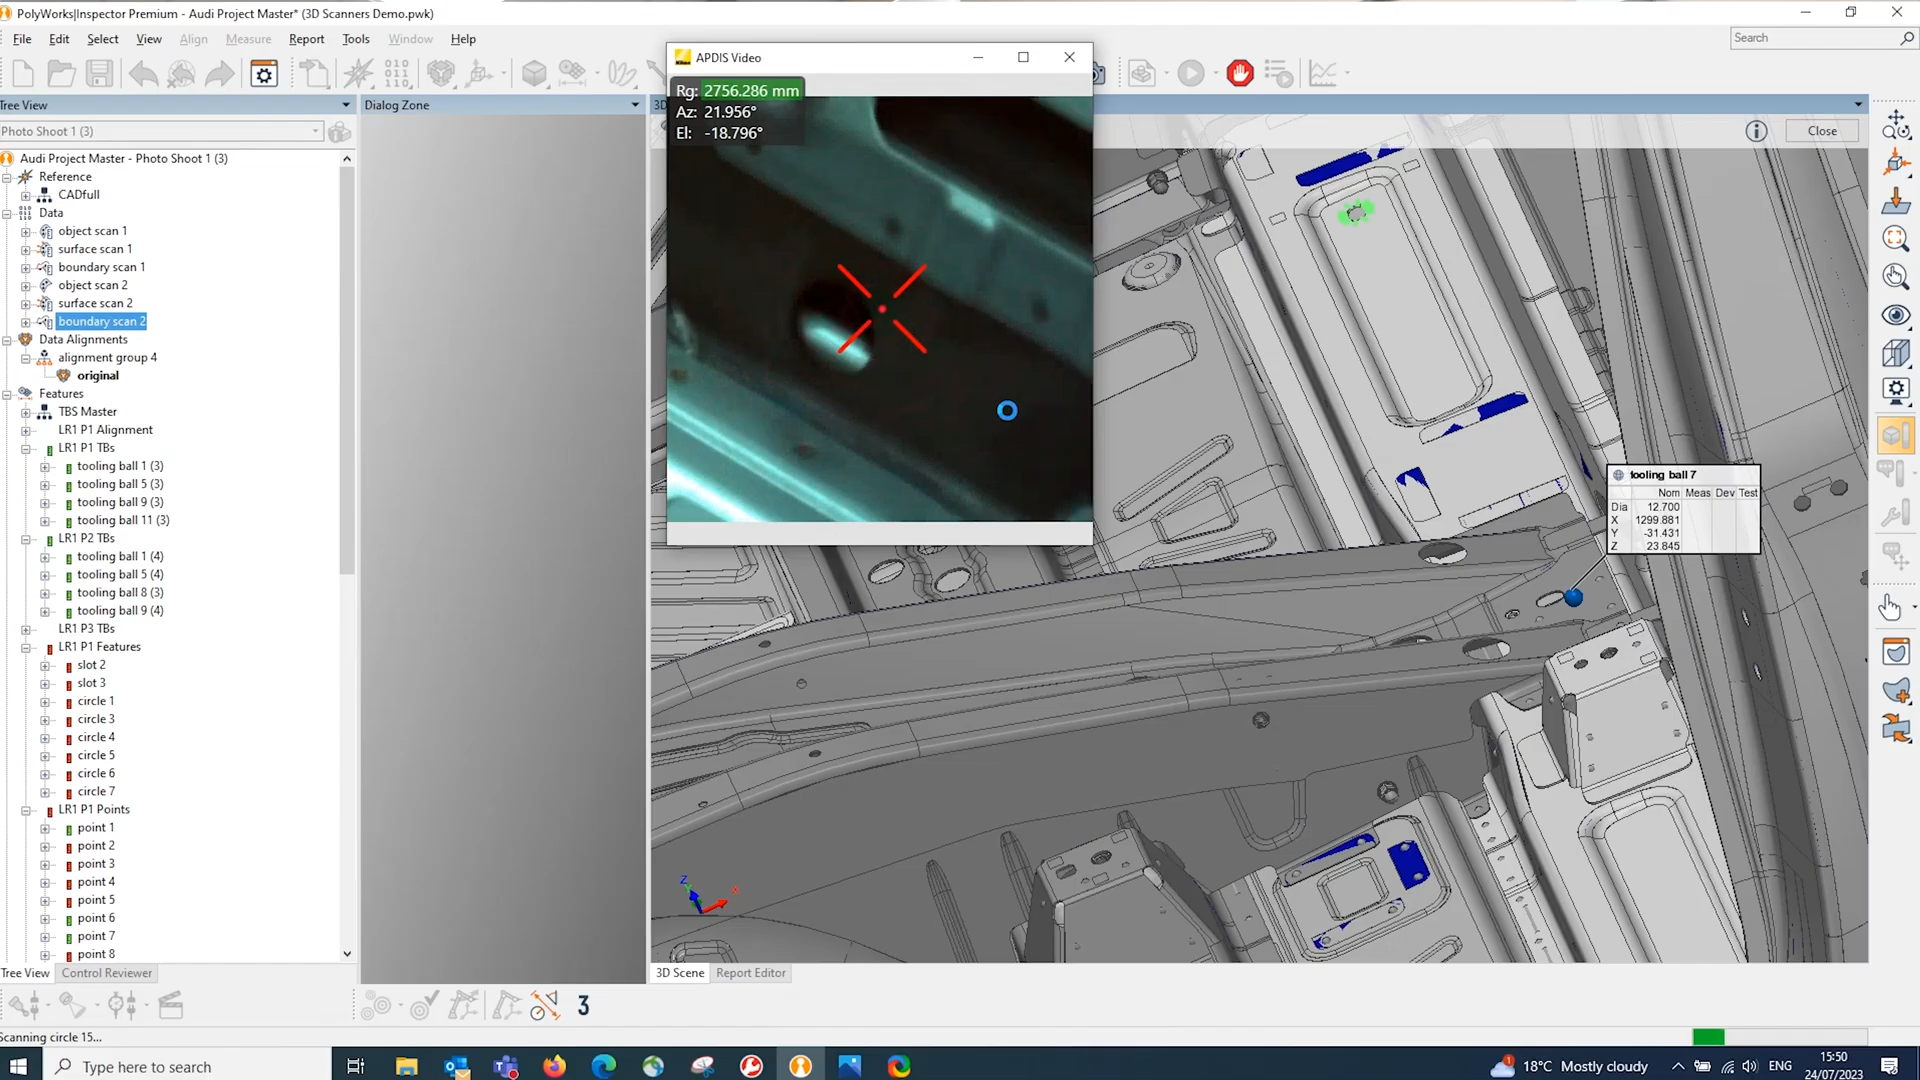 PolyWorks|Inspector Premium - Audi Project Master* (3D Scanners Demo.pwk)
File Edit Select View Align Measure Report Tools Window Help
Search
Tree View
Dialog Zone
3D
APDIS Video
Rg: 2756.286 mm
Az: 21.956°
El: -18.796°
Close
Photo Shoot 1 (3)
Audi Project Master - Photo Shoot 1 (3)
Reference
CADfull
Data
object scan 1
surface scan 1
boundary scan 1
object scan 2
surface scan 2
boundary scan 2
Data Alignments
alignment group 4
original
Features
TBS Master
LR1 P1 Alignment
LR1 P1 TBs
tooling ball 1 (3)
tooling ball 5 (3)
tooling ball 9 (3)
tooling ball 11 (3)
LR1 P2 TBs
tooling ball 1 (4)
tooling ball 5 (4)
tooling ball 8 (3)
tooling ball 9 (4)
LR1 P3 TBs
LR1 P1 Features
slot 2
slot 3
circle 1
circle 3
circle 4
circle 5
circle 6
circle 7
LR1 P1 Points
point 1
point 2
point 3
point 4
point 5
point 6
point 7
point 8
tooling ball 7
Nom Meas Dev Test
Dia 12.700
X 1299.881
Y -31.431
Z 23.845
Z
Tree View Control Reviewer
3D Scene Report Editor
3
Scanning circle 15...
Type here to search
1
18°C Mostly cloudy
ENG
15:50
24/07/2023